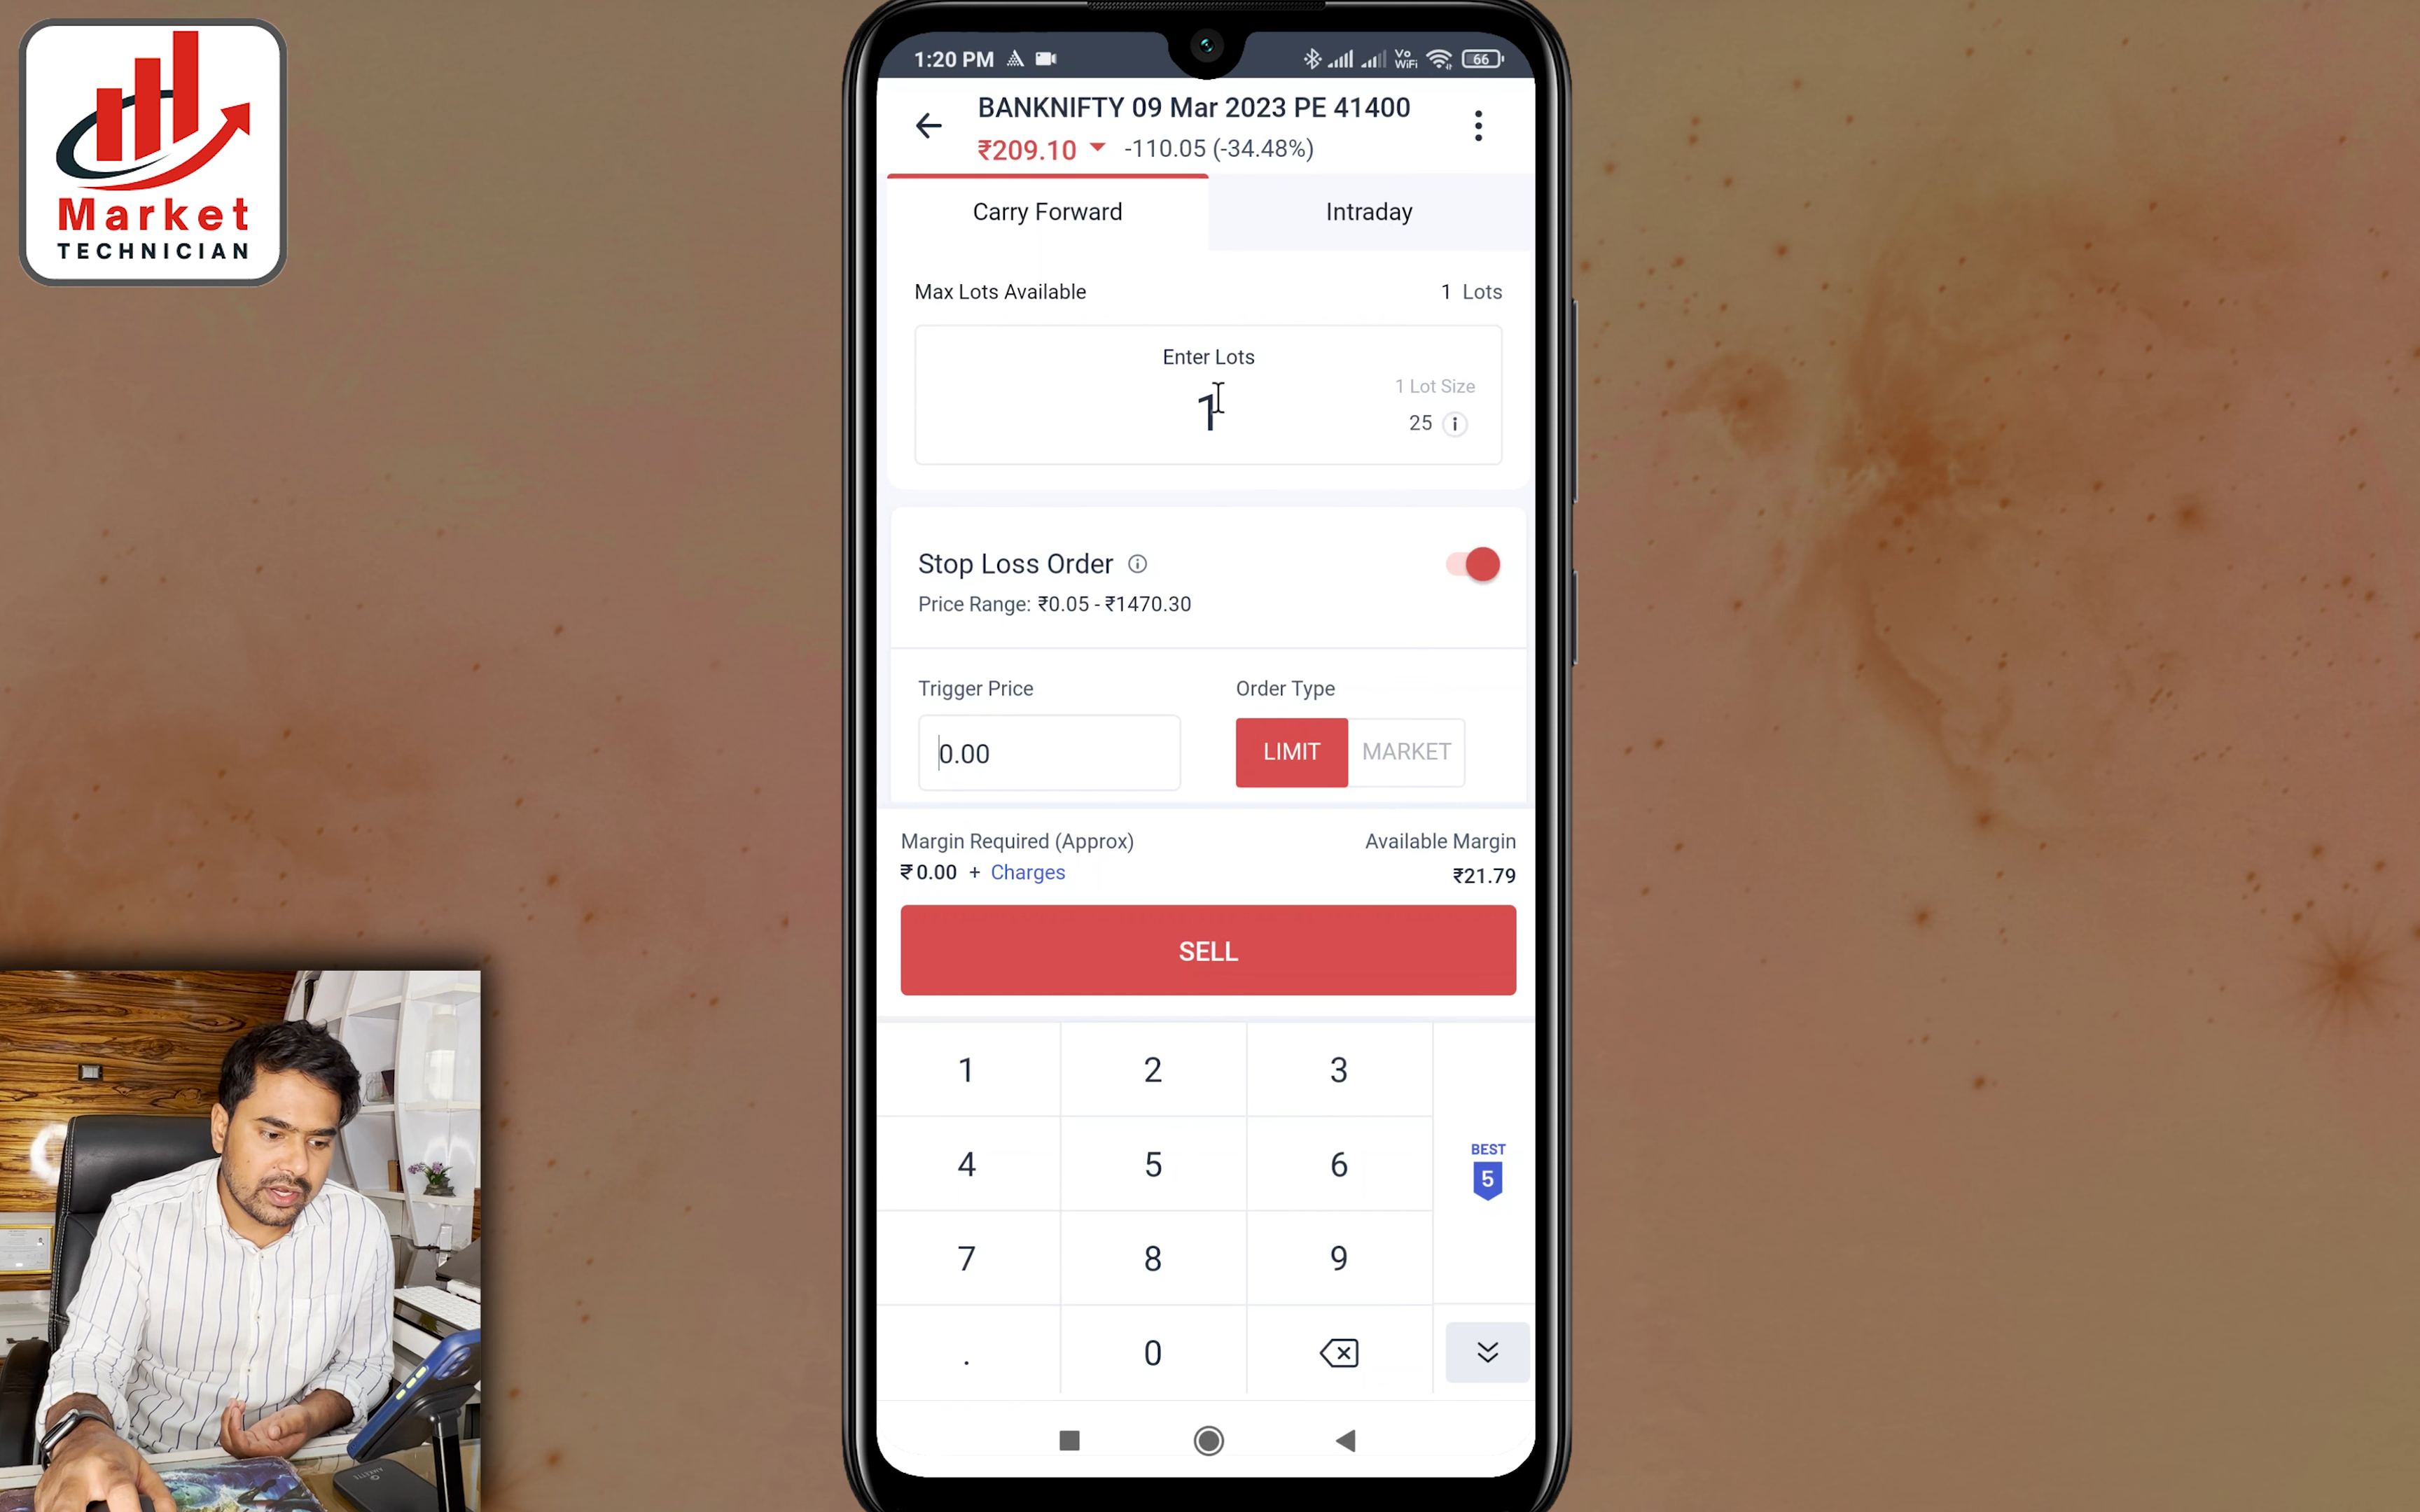 Market
TECHNICIAN
1:20 PM
Vo
WiFi
66
BANKNIFTY 09 Mar 2023 PE 41400
₹209.10 -110.05 (-34.48%)
Carry Forward
Intraday
Max Lots Available
1 Lots
Enter Lots
1
1 Lot Size
25
Stop Loss Order
Price Range: ₹0.05 - ₹1470.30
Trigger Price
Order Type
0.00
LIMIT
MARKET
Margin Required (Approx)
Available Margin
₹0.00 + Charges
₹21.79
SELL
1
2
3
4
5
6
BEST
5
7
8
9
.
0